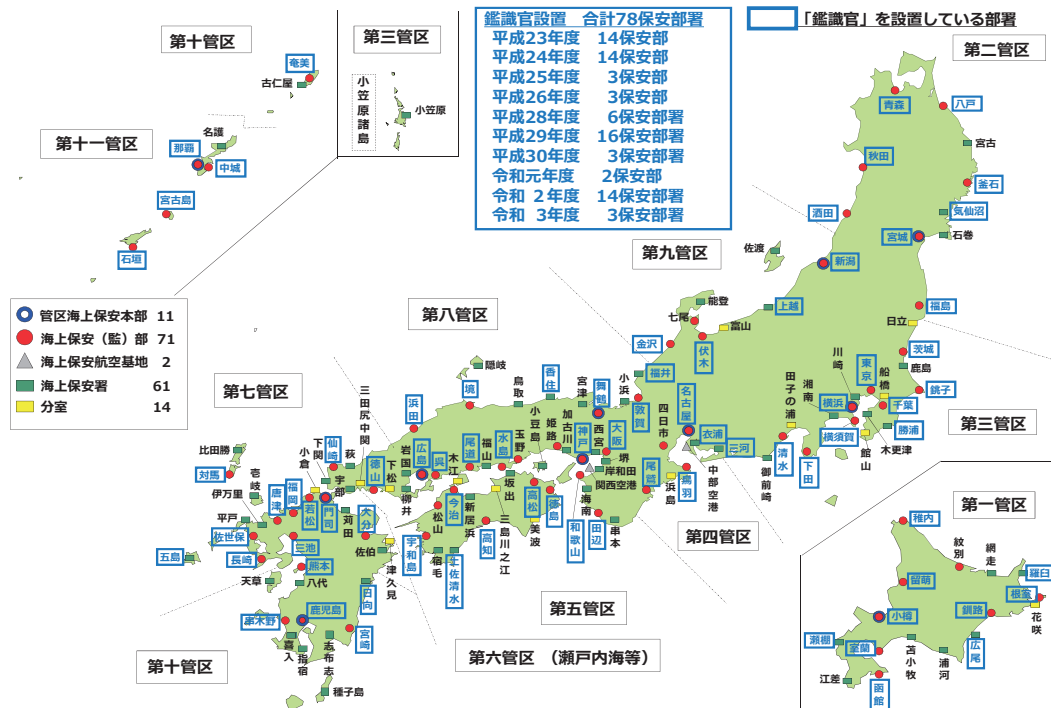 鑑識官設置 合計78保安部署
平成23年度 14保安部
平成24年度 14保安部
平成25年度 3保安部
平成26年度 3保安部
平成28年度 6保安部署
平成29年度 16保安部署
平成30年度 3保安部署
令和元年度 2保安部
令和 2年度 14保安部署
令和 3年度 3保安部署
「鑑識官」を設置している部署
第十管区
奄美
古仁屋
第三管区
小笠原諸島
小笠原
第十一管区
名護
那覇
中城
宮古島
石垣
管区海上保安本部 11
海上保安(監)部 71
海上保安航空基地 2
海上保安署 61
分室 14
第二管区
青森
八戸
宮古
秋田
釜石
酒田
気仙沼
宮城
石巻
福島
第九管区
佐渡
新潟
能登
上越
七尾
富山
伏木
金沢
日立
茨城
鹿島
川崎
東京
船橋
銚子
千葉
湘南
横浜
勝浦
田子の浦
横須賀
木更津
館山
第三管区
清水
下田
御前崎
第八管区
隠岐
境
鳥取
香住
宮津
舞鶴
小浜
福井
敦賀
浜田
名古屋
四日市
衣浦
三河
中部空港
鳥羽
浜島
尾鷲
第四管区
三田尻中関
岩国
広島
呉
木江
尾道
福山
水島
玉野
小豆島
姫路
加古川
神戸
西宮
大阪
堺
岸和田
関西空港
柳井
松山
今治
新居浜
三島川之江
坂出
高松
美波
徳島
海南
和歌山
田辺
串本
高知
宇和島
宿毛
土佐清水
第五管区
第六管区 (瀬戸内海等)
第七管区
比田勝
対馬
壱岐
伊万里
唐津
福岡
小倉
下関
仙崎
萩
宇部
徳山
下松
若松
門司
苅田
大分
平戸
佐世保
五島
長崎
三池
佐伯
津久見
熊本
天草
八代
日向
鹿児島
串木野
宮崎
喜入
指宿
志布志
種子島
第十管区
第一管区
稚内
紋別
網走
羅臼
留萌
根室
花咲
小樽
釧路
瀬棚
室蘭
苫小牧
浦河
広尾
江差
函館